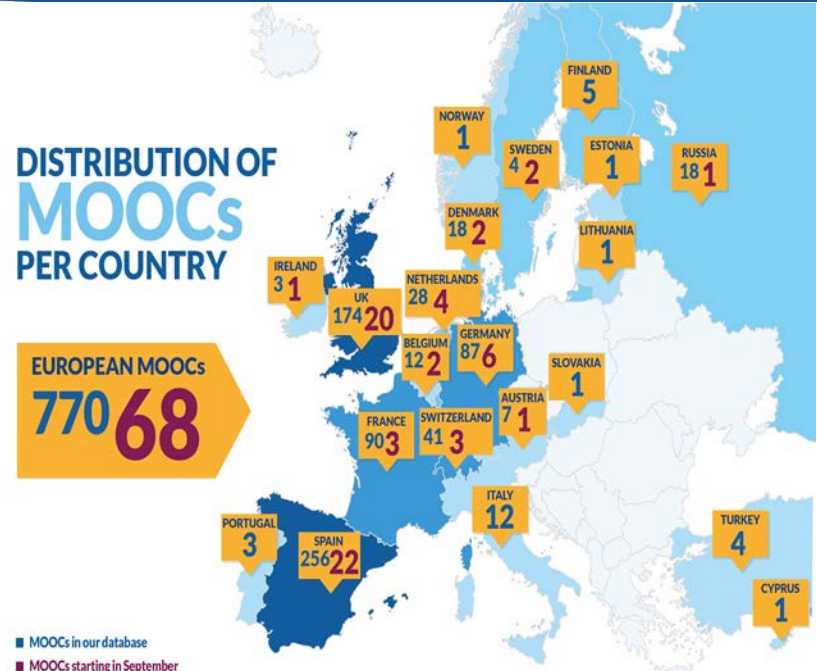 DISTRIBUTION OF
MOOCs
PER COUNTRY
EUROPEAN MOOCs
770 68
FINLAND
5
NORWAY
1
SWEDEN
4 2
ESTONIA
1
RUSSIA
18 1
DENMARK
18 2
LITHUANIA
1
IRELAND
3 1
NETHERLANDS
28 4
UK
174 20
BELGIUM
12 2
GERMANY
87 6
SLOVAKIA
1
AUSTRIA
7 1
FRANCE
90 3
SWITZERLAND
41 3
ITALY
12
PORTUGAL
3
SPAIN
256 22
TURKEY
4
CYPRUS
1
MOOCs in our database
MOOCs starting in September